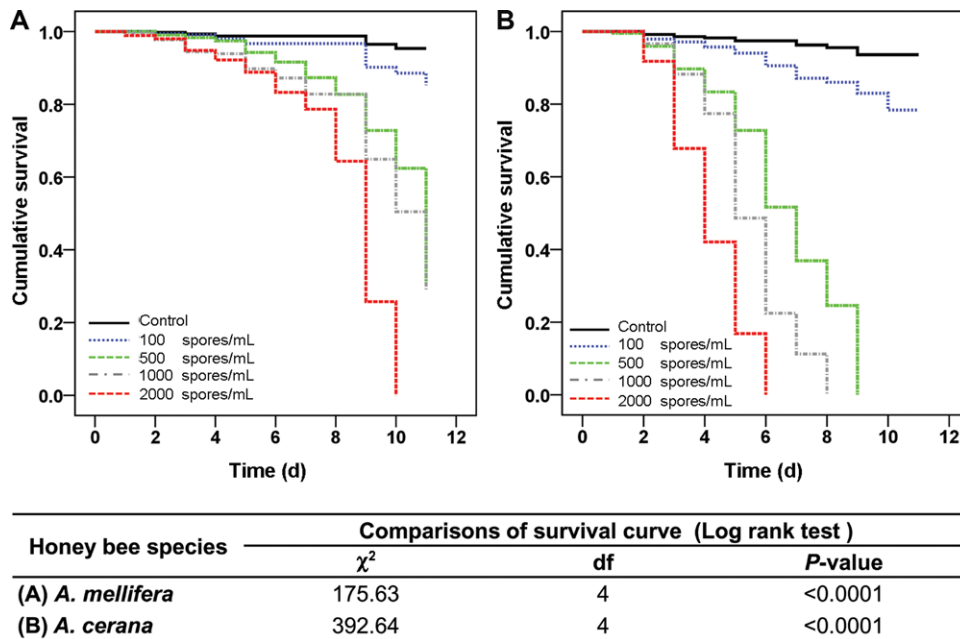 A
Cumulative survival
1.0
0.8
0.6
0.4
0.2
0.0
Control
100 spores/mL
500 spores/mL
1000 spores/mL
2000 spores/mL
0 2 4 6 8 10 12
Time (d)
B
Cumulative survival
1.0
0.8
0.6
0.4
0.2
0.0
Control
100 spores/mL
500 spores/mL
1000 spores/mL
2000 spores/mL
0 2 4 6 8 10 12
Time (d)
Honey bee species Comparisons of survival curve (Log rank test )
χ² df P-value
(A) A. mellifera 175.63 4 <0.0001
(B) A. cerana 392.64 4 <0.0001